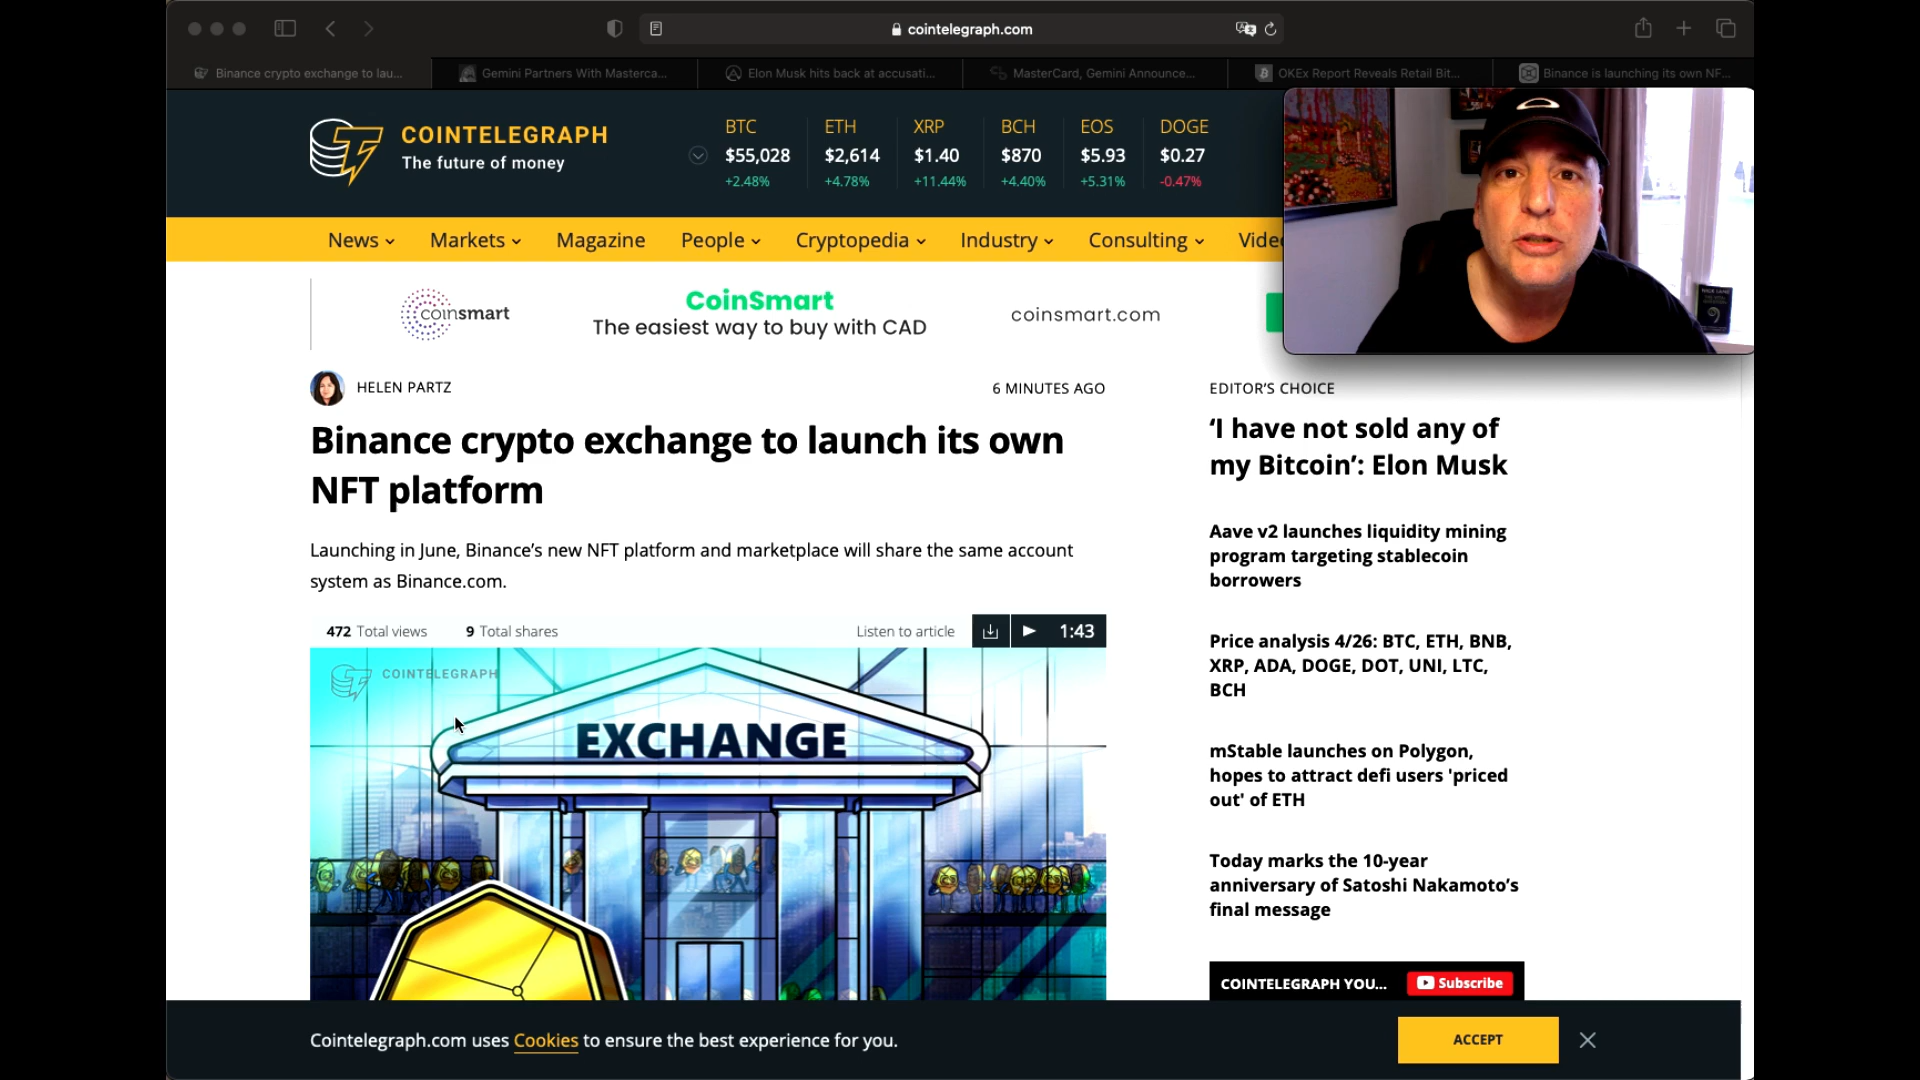 cointelegraph.com
Binance crypto exchange to lau...
Gemini Partners With Masterca...
Elon Musk hits back at accusati...
MasterCard, Gemini Announce...
OKEx Report Reveals Retail Bit...
Binance is launching its own NF...
COINTELEGRAPH
The future of money
BTC ETH XRP BCH EOS DOGE
$55,028 $2,614 $1.40 $870 $5.93 $0.27
+2.48% +4.78% +11.44% +4.40% +5.31% -0.47%
News Markets Magazine People Cryptopedia Industry Consulting
coinsmart
CoinSmart
The easiest way to buy with CAD
coinsmart.com
HELEN PARTZ
6 MINUTES AGO
Binance crypto exchange to launch its own
NFT platform
Launching in June, Binance’s new NFT platform and marketplace will share the same account
system as Binance.com.
472 Total views 9 Total shares
Listen to article
1:43
COINTELEGRAPH
EXCHANGE
EDITOR’S CHOICE
‘I have not sold any of
my Bitcoin’: Elon Musk
Aave v2 launches liquidity mining
program targeting stablecoin
borrowers
Price analysis 4/26: BTC, ETH, BNB,
XRP, ADA, DOGE, DOT, UNI, LTC,
BCH
mStable launches on Polygon,
hopes to attract defi users 'priced
out' of ETH
Today marks the 10-year
anniversary of Satoshi Nakamoto’s
final message
COINTELEGRAPH YOU...
Subscribe
Cointelegraph.com uses Cookies to ensure the best experience for you.
ACCEPT